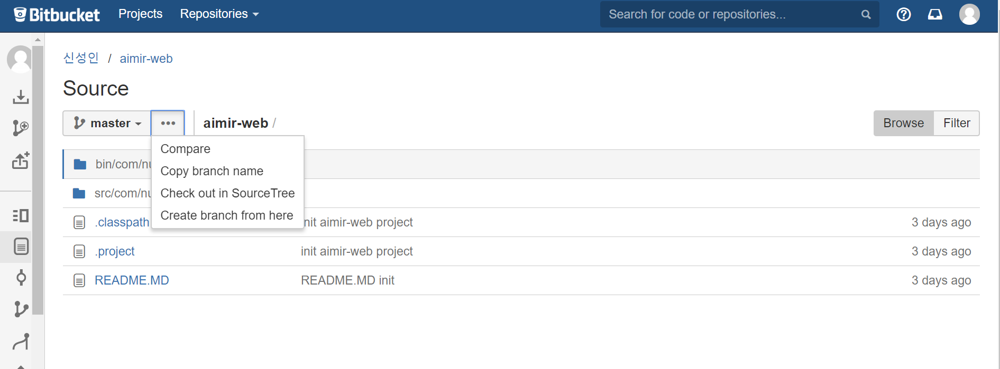 Bitbucket Projects Repositories Search for code or repositories...
신성인 / aimir-web
Source
master ••• aimir-web / Browse Filter
Compare
Copy branch name
Check out in SourceTree
Create branch from here
bin/com/
src/com/
.classpath aimir-web project 3 days ago
.project init aimir-web project 3 days ago
README.MD README.MD init 3 days ago